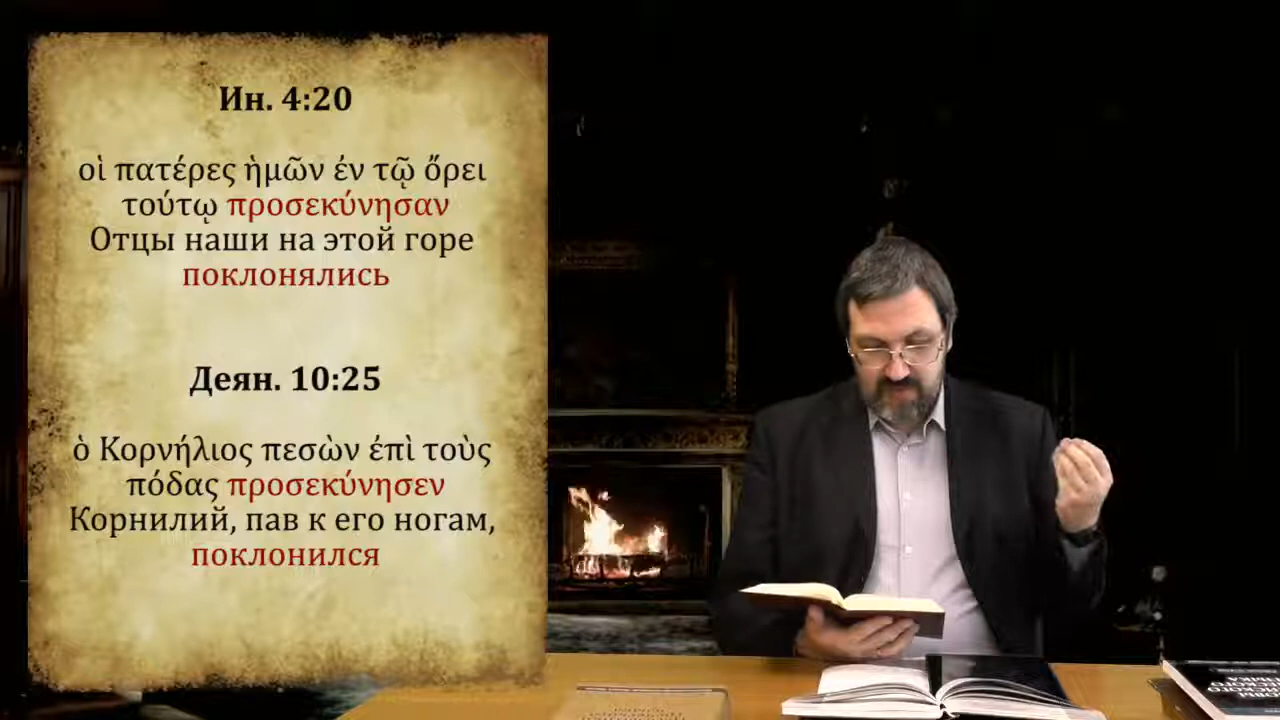 Ин. 4:20
οἱ πατέρες ἡμῶν ἐν τῷ ὄρει
τούτῳ προσεκύνησαν
Отцы наши на этой горе
поклонялись
Деян. 10:25
ὁ Κορνήλιος πεσὼν ἐπὶ τοὺς
πόδας προσεκύνησεν
Корнилий, пав к его ногам,
поклонился